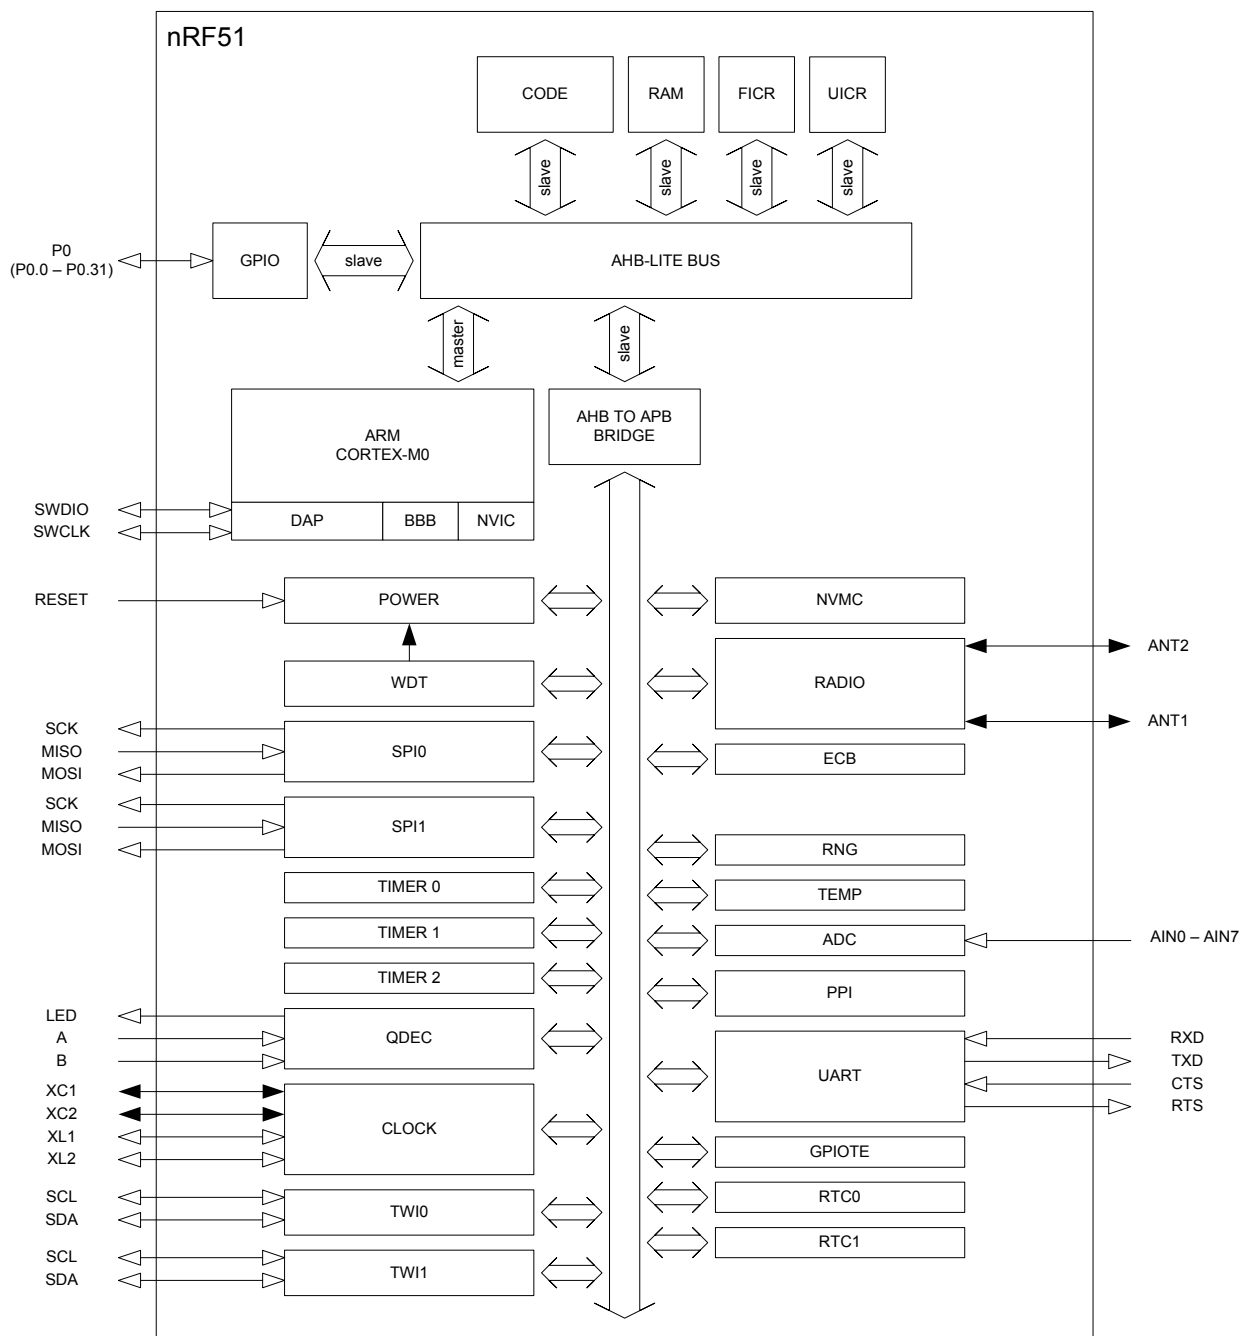 nRF51
CODE
RAM
FICR
UICR
slave
slave
slave
slave
P0
(P0.0 – P0.31)
GPIO
slave
AHB-LITE BUS
master
slave
ARM
CORTEX-M0
AHB TO APB
BRIDGE
SWDIO
SWCLK
DAP
BBB
NVIC
RESET
POWER
NVMC
WDT
RADIO
ANT2
ANT1
SCK
MISO
MOSI
SPI0
ECB
SCK
MISO
MOSI
SPI1
RNG
TIMER 0
TEMP
TIMER 1
ADC
AIN0 – AIN7
TIMER 2
PPI
LED
A
B
QDEC
UART
RXD
TXD
CTS
RTS
XC1
XC2
XL1
XL2
CLOCK
GPIOTE
SCL
SDA
TWI0
RTC0
RTC1
SCL
SDA
TWI1